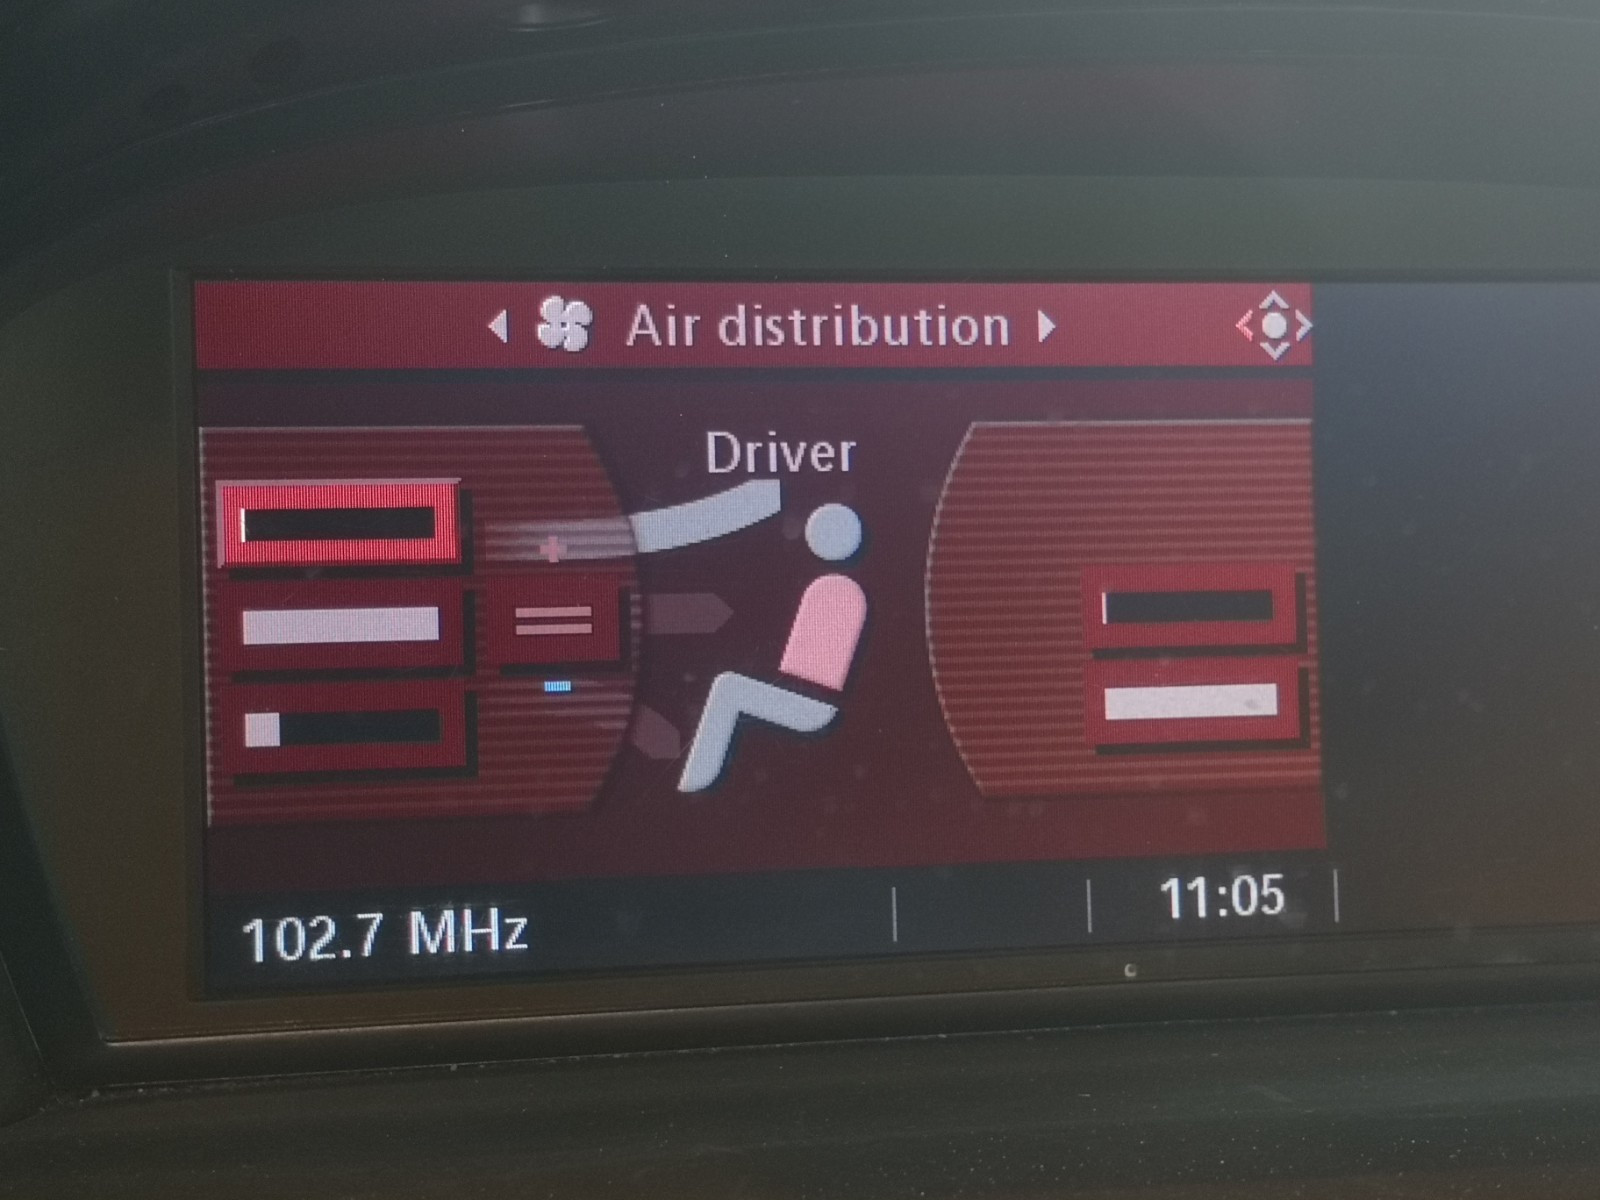 Air distribution
Driver
102.7 MHz
11:05